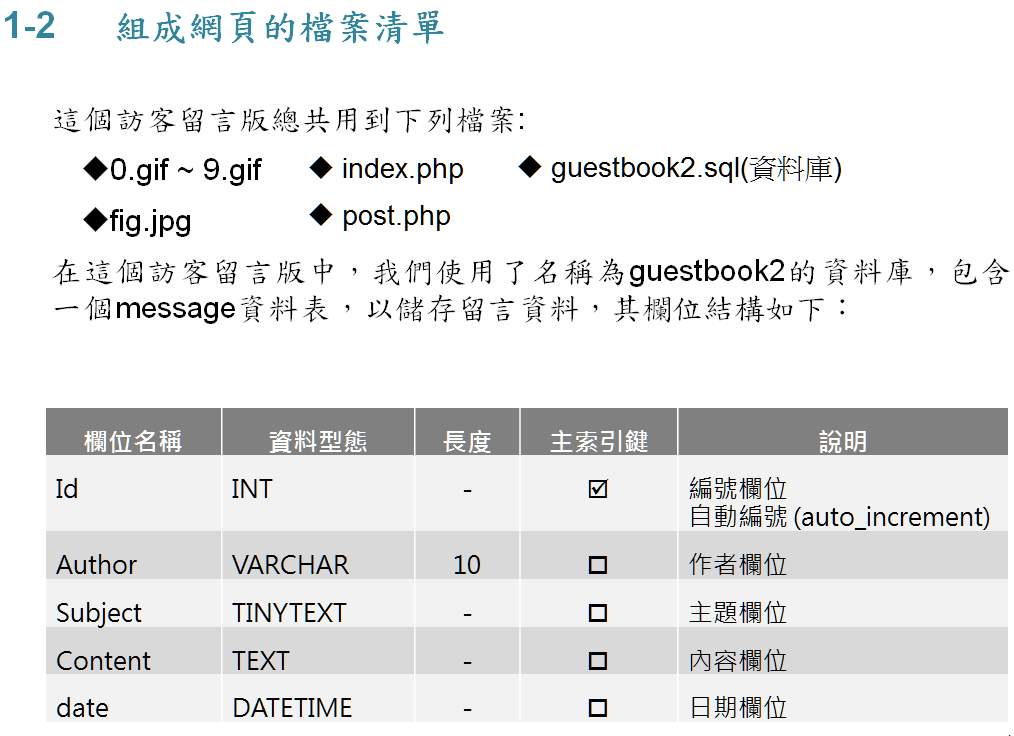 1-2 組成網頁的檔案清單
這個訪客留言版總共用到下列檔案:
◆0.gif ~ 9.gif ◆ index.php ◆ guestbook2.sql(資料庫)
◆fig.jpg ◆ post.php
在這個訪客留言版中，我們使用了名稱為guestbook2的資料庫，包含
一個message資料表，以儲存留言資料，其欄位結構如下：
欄位名稱 資料型態 長度 主索引鍵 說明
Id INT - ☑ 編號欄位
自動編號 (auto_increment)
Author VARCHAR 10 □ 作者欄位
Subject TINYTEXT - □ 主題欄位
Content TEXT - □ 內容欄位
date DATETIME - □ 日期欄位